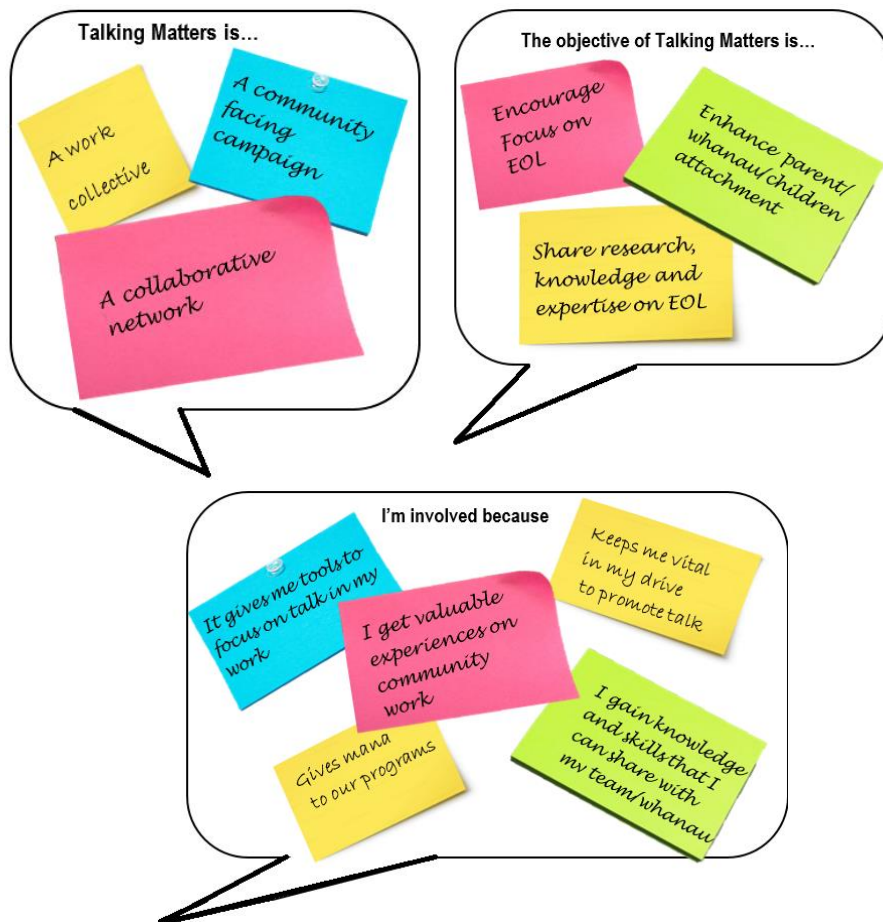 Talking Matters is...
A work
collective
A community
facing
campaign
A collaborative
network
The objective of Talking Matters is...
Encourage
Focus on
EOL
Enhance parent/
whanau/children
attachment
Share research,
knowledge and
expertise on EOL
I'm involved because
It gives me tools to
focus on talk in my
work
I get valuable
experiences on
community
work
Keeps me vital
in my drive
to promote talk
Gives mana
to our programs
I gain knowledge
and skills that I
can share with
my team/whanau